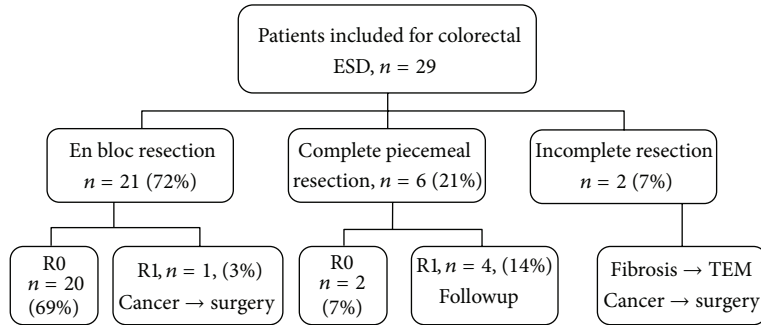 Patients included for colorectal
ESD, n = 29
En bloc resection
n = 21 (72%)
Complete piecemeal
resection, n = 6 (21%)
Incomplete resection
n = 2 (7%)
R0
n = 20
(69%)
R1, n = 1, (3%)
Cancer → surgery
R0
n = 2
(7%)
R1, n = 4, (14%)
Followup
Fibrosis → TEM
Cancer → surgery